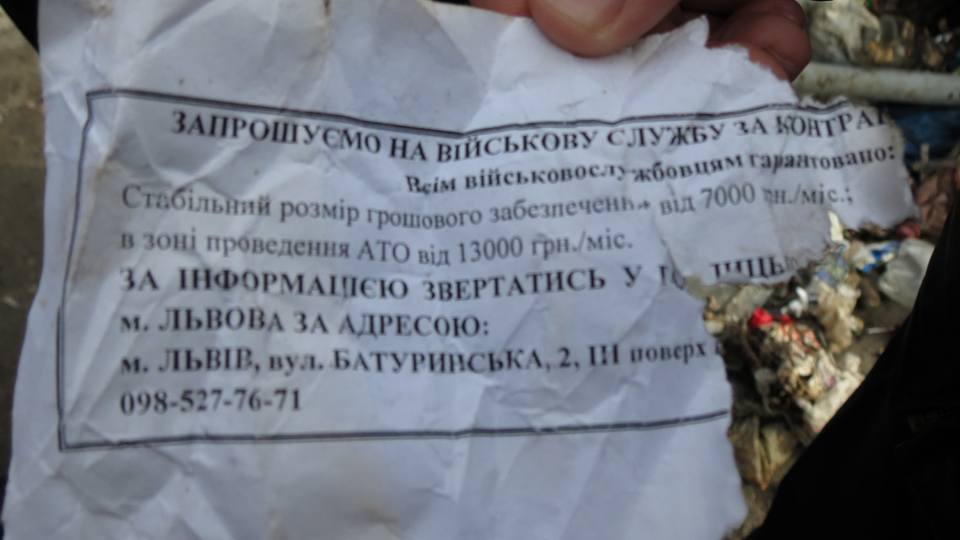 ЗАПРОШУЄМО НА ВІЙСЬКОВУ СЛУЖБУ ЗА КОНТРАК
Всім військовослужбовцям гарантовано:
Стабільний розмір грошового забезпечення від 7000 грн./міс.;
в зоні проведення АТО від 13000 грн./міс.
ЗА ІНФОРМАЦІЄЮ ЗВЕРТАТИСЬ У
м. ЛЬВОВА ЗА АДРЕСОЮ:
м. ЛЬВІВ, вул. БАТУРИНСЬКА, 2, ІІІ поверх
098-527-76-71